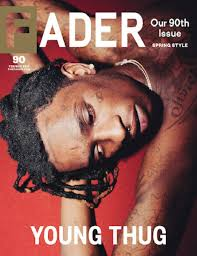 FADER
Our 90th
Issue
SPRING STYLE
90
YOUNG THUG